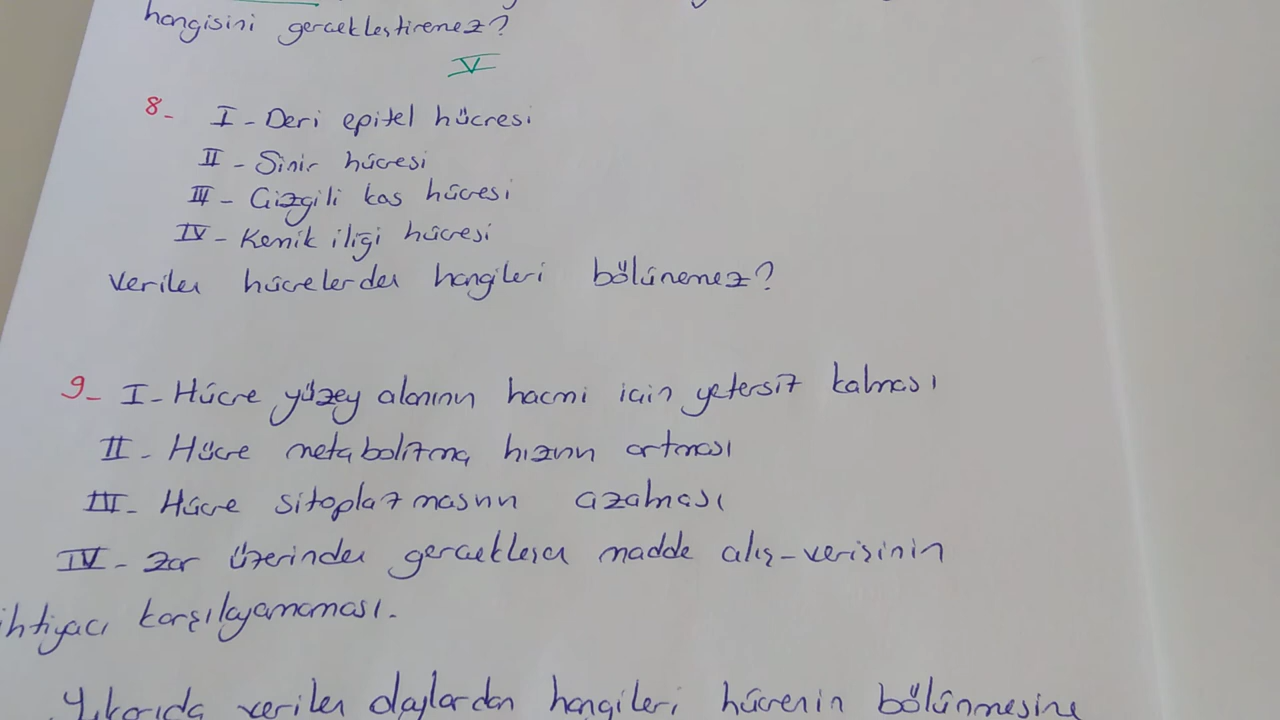 hangisini gerçekleştiremez?
V
8- I - Deri epitel hücresi
II - Sinir hücresi
III - Çizgili kas hücresi
IV - Kemik iliği hücresi
Verilen hücrelerden hangileri bölünemez?
9- I - Hücre yüzey alanının hacmi için yetersiz kalması
II - Hücre metabolizma hızının artması
III - Hücre sitoplazmasının azalması
IV - Zar üzerinden gerçekleşen madde alış-verişinin
ihtiyacı karşılayamaması.
Yukarıda verilen olaylardan hangileri hücrenin bölünmesine